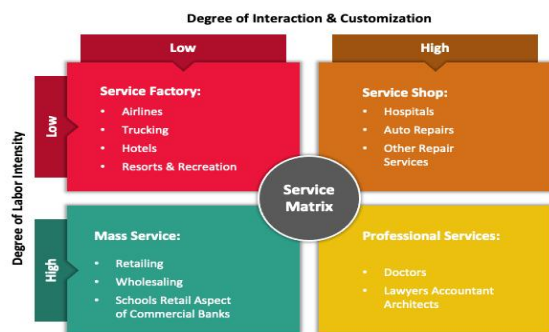 Degree of Interaction & Customization
Low
High
Degree of Labor Intensity
Low
Service Factory:
• Airlines
• Trucking
• Hotels
• Resorts & Recreation
Service Shop:
• Hospitals
• Auto Repairs
• Other Repair
Services
Service
Matrix
High
Mass Service:
• Retailing
• Wholesaling
• Schools Retail Aspect
of Commercial Banks
Professional Services:
• Doctors
• Lawyers Accountant
Architects